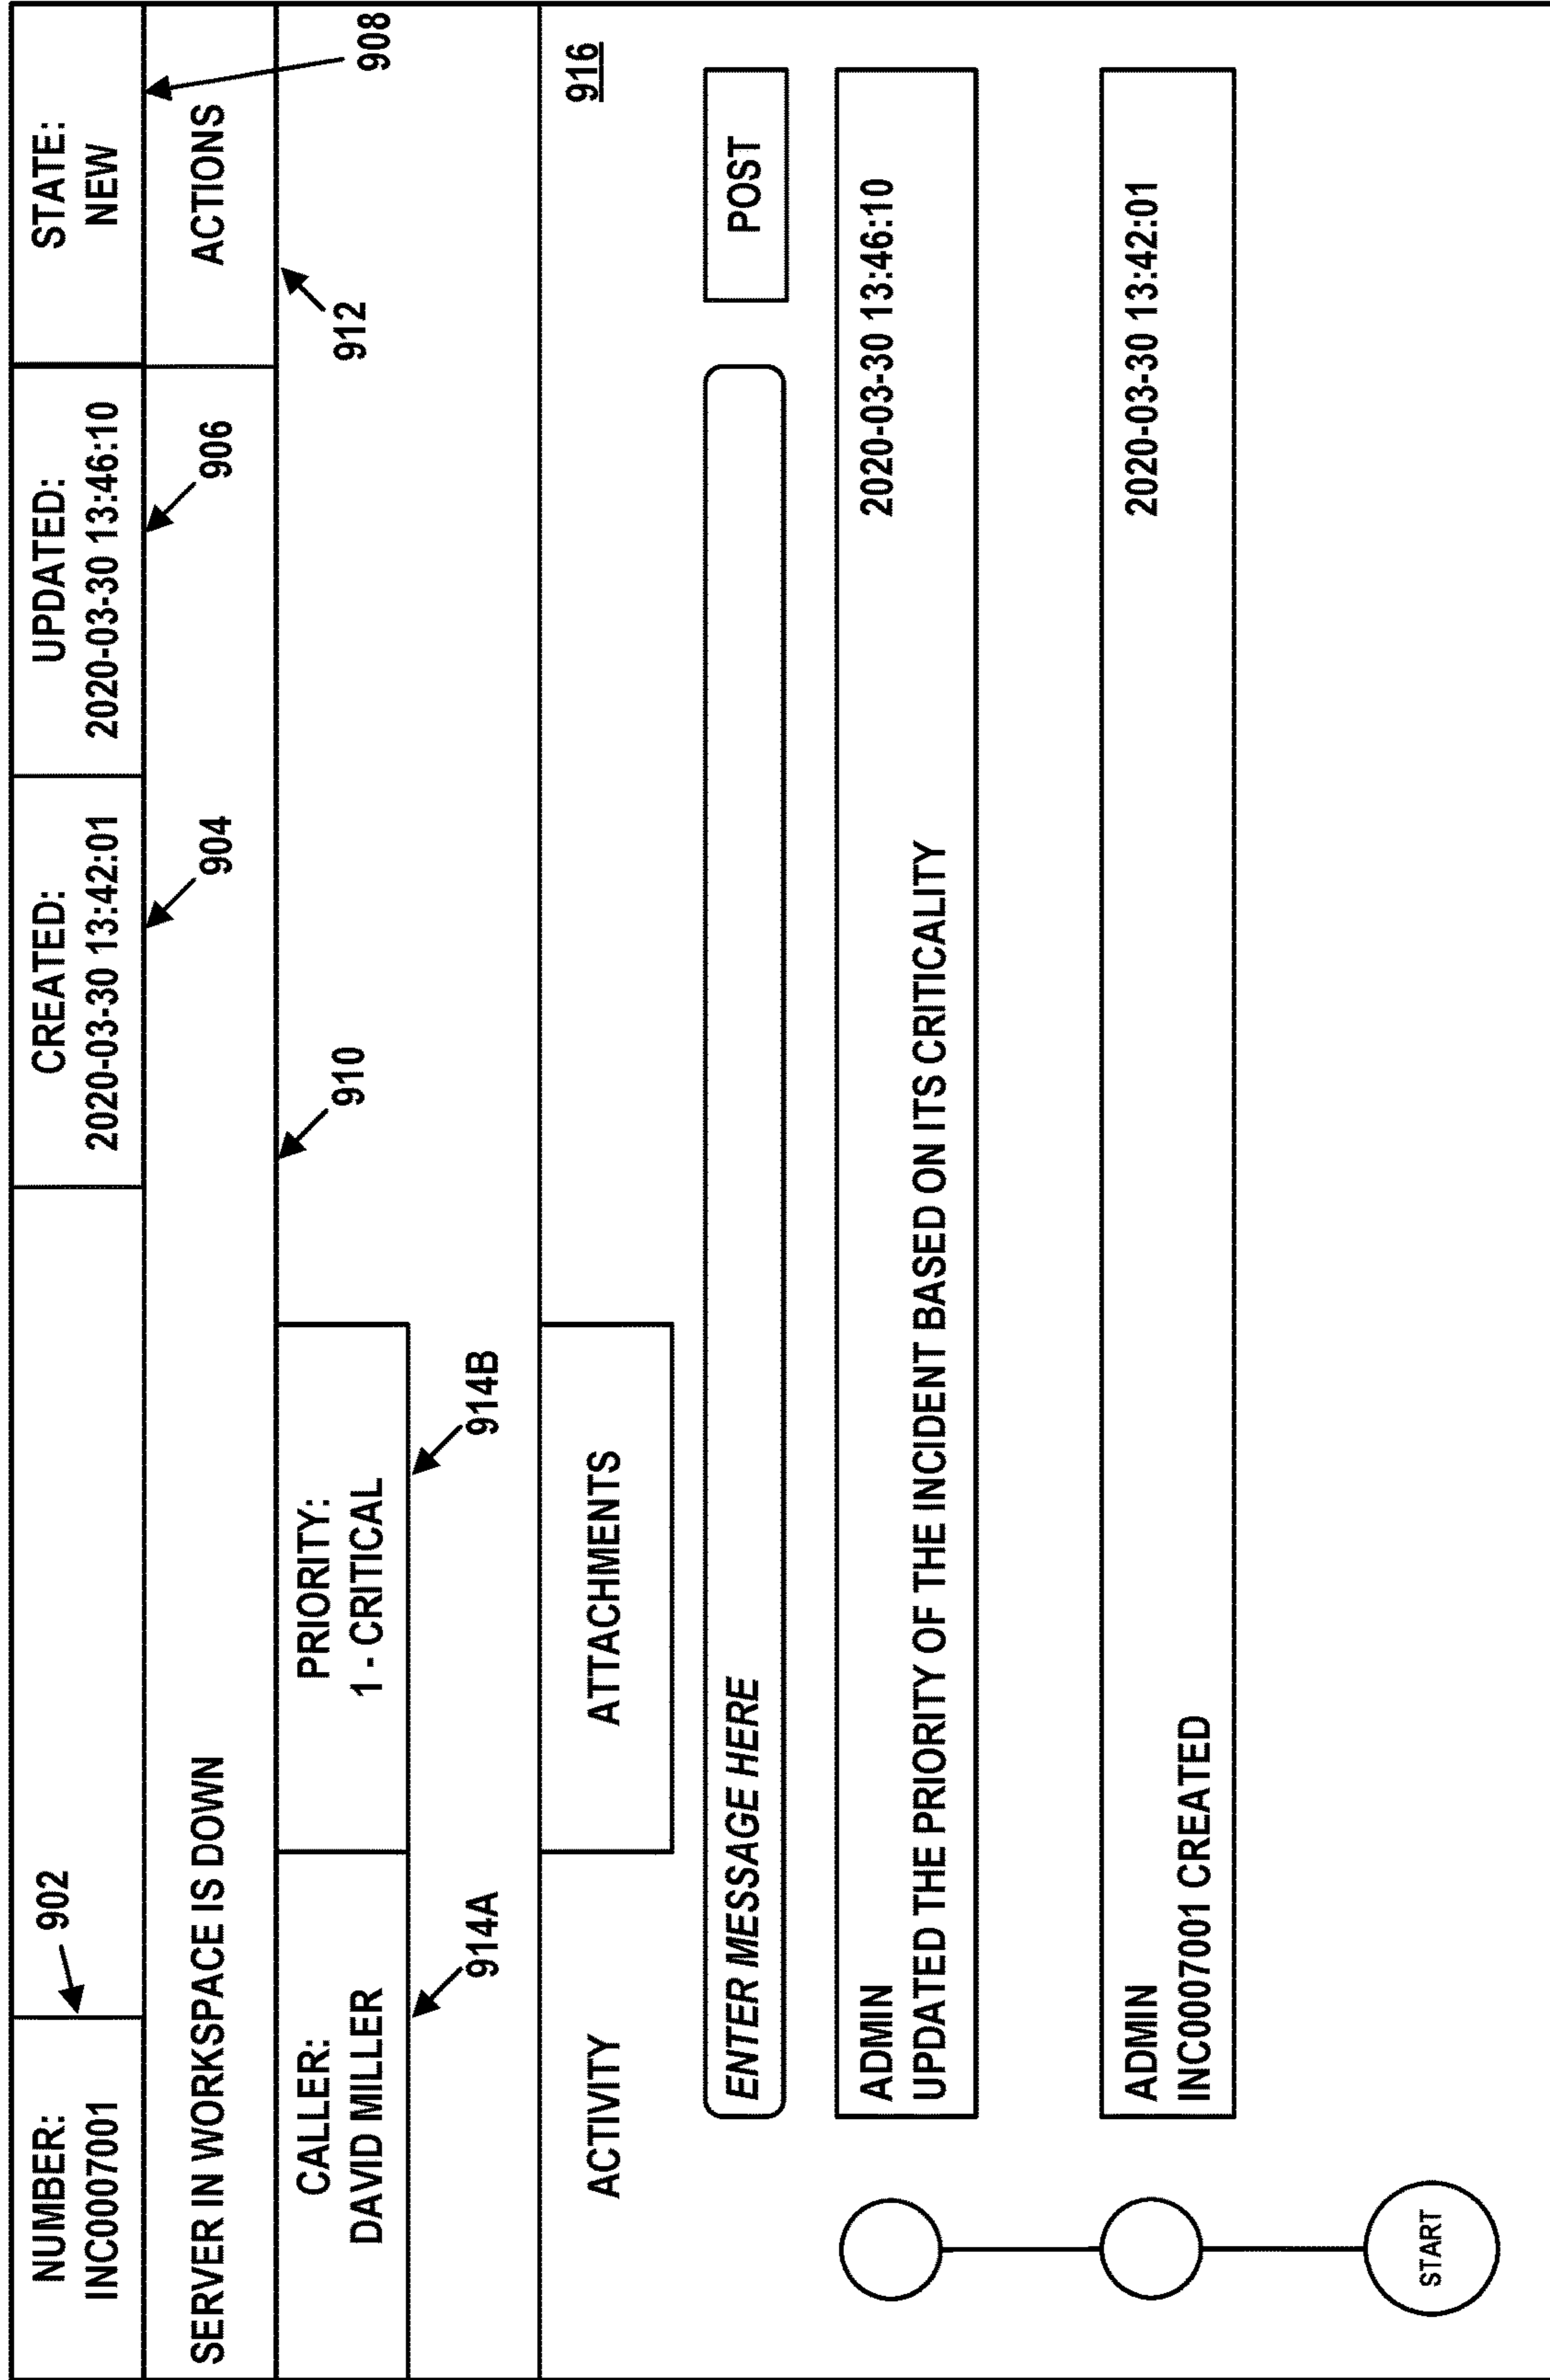 NUMBER:
INC0007001
902
CREATED:
2020-03-30 13:42:01
UPDATED:
2020-03-30 13:46:10
STATE:
NEW
904
906
908
SERVER IN WORKSPACE IS DOWN
ACTIONS
910
912
CALLER:
DAVID MILLER
PRIORITY:
1 - CRITICAL
914A
914B
ACTIVITY
ATTACHMENTS
916
ENTER MESSAGE HERE
POST
ADMIN
2020-03-30 13:46:10
UPDATED THE PRIORITY OF THE INCIDENT BASED ON ITS CRITICALITY
ADMIN
2020-03-30 13:42:01
INC0007001 CREATED
START